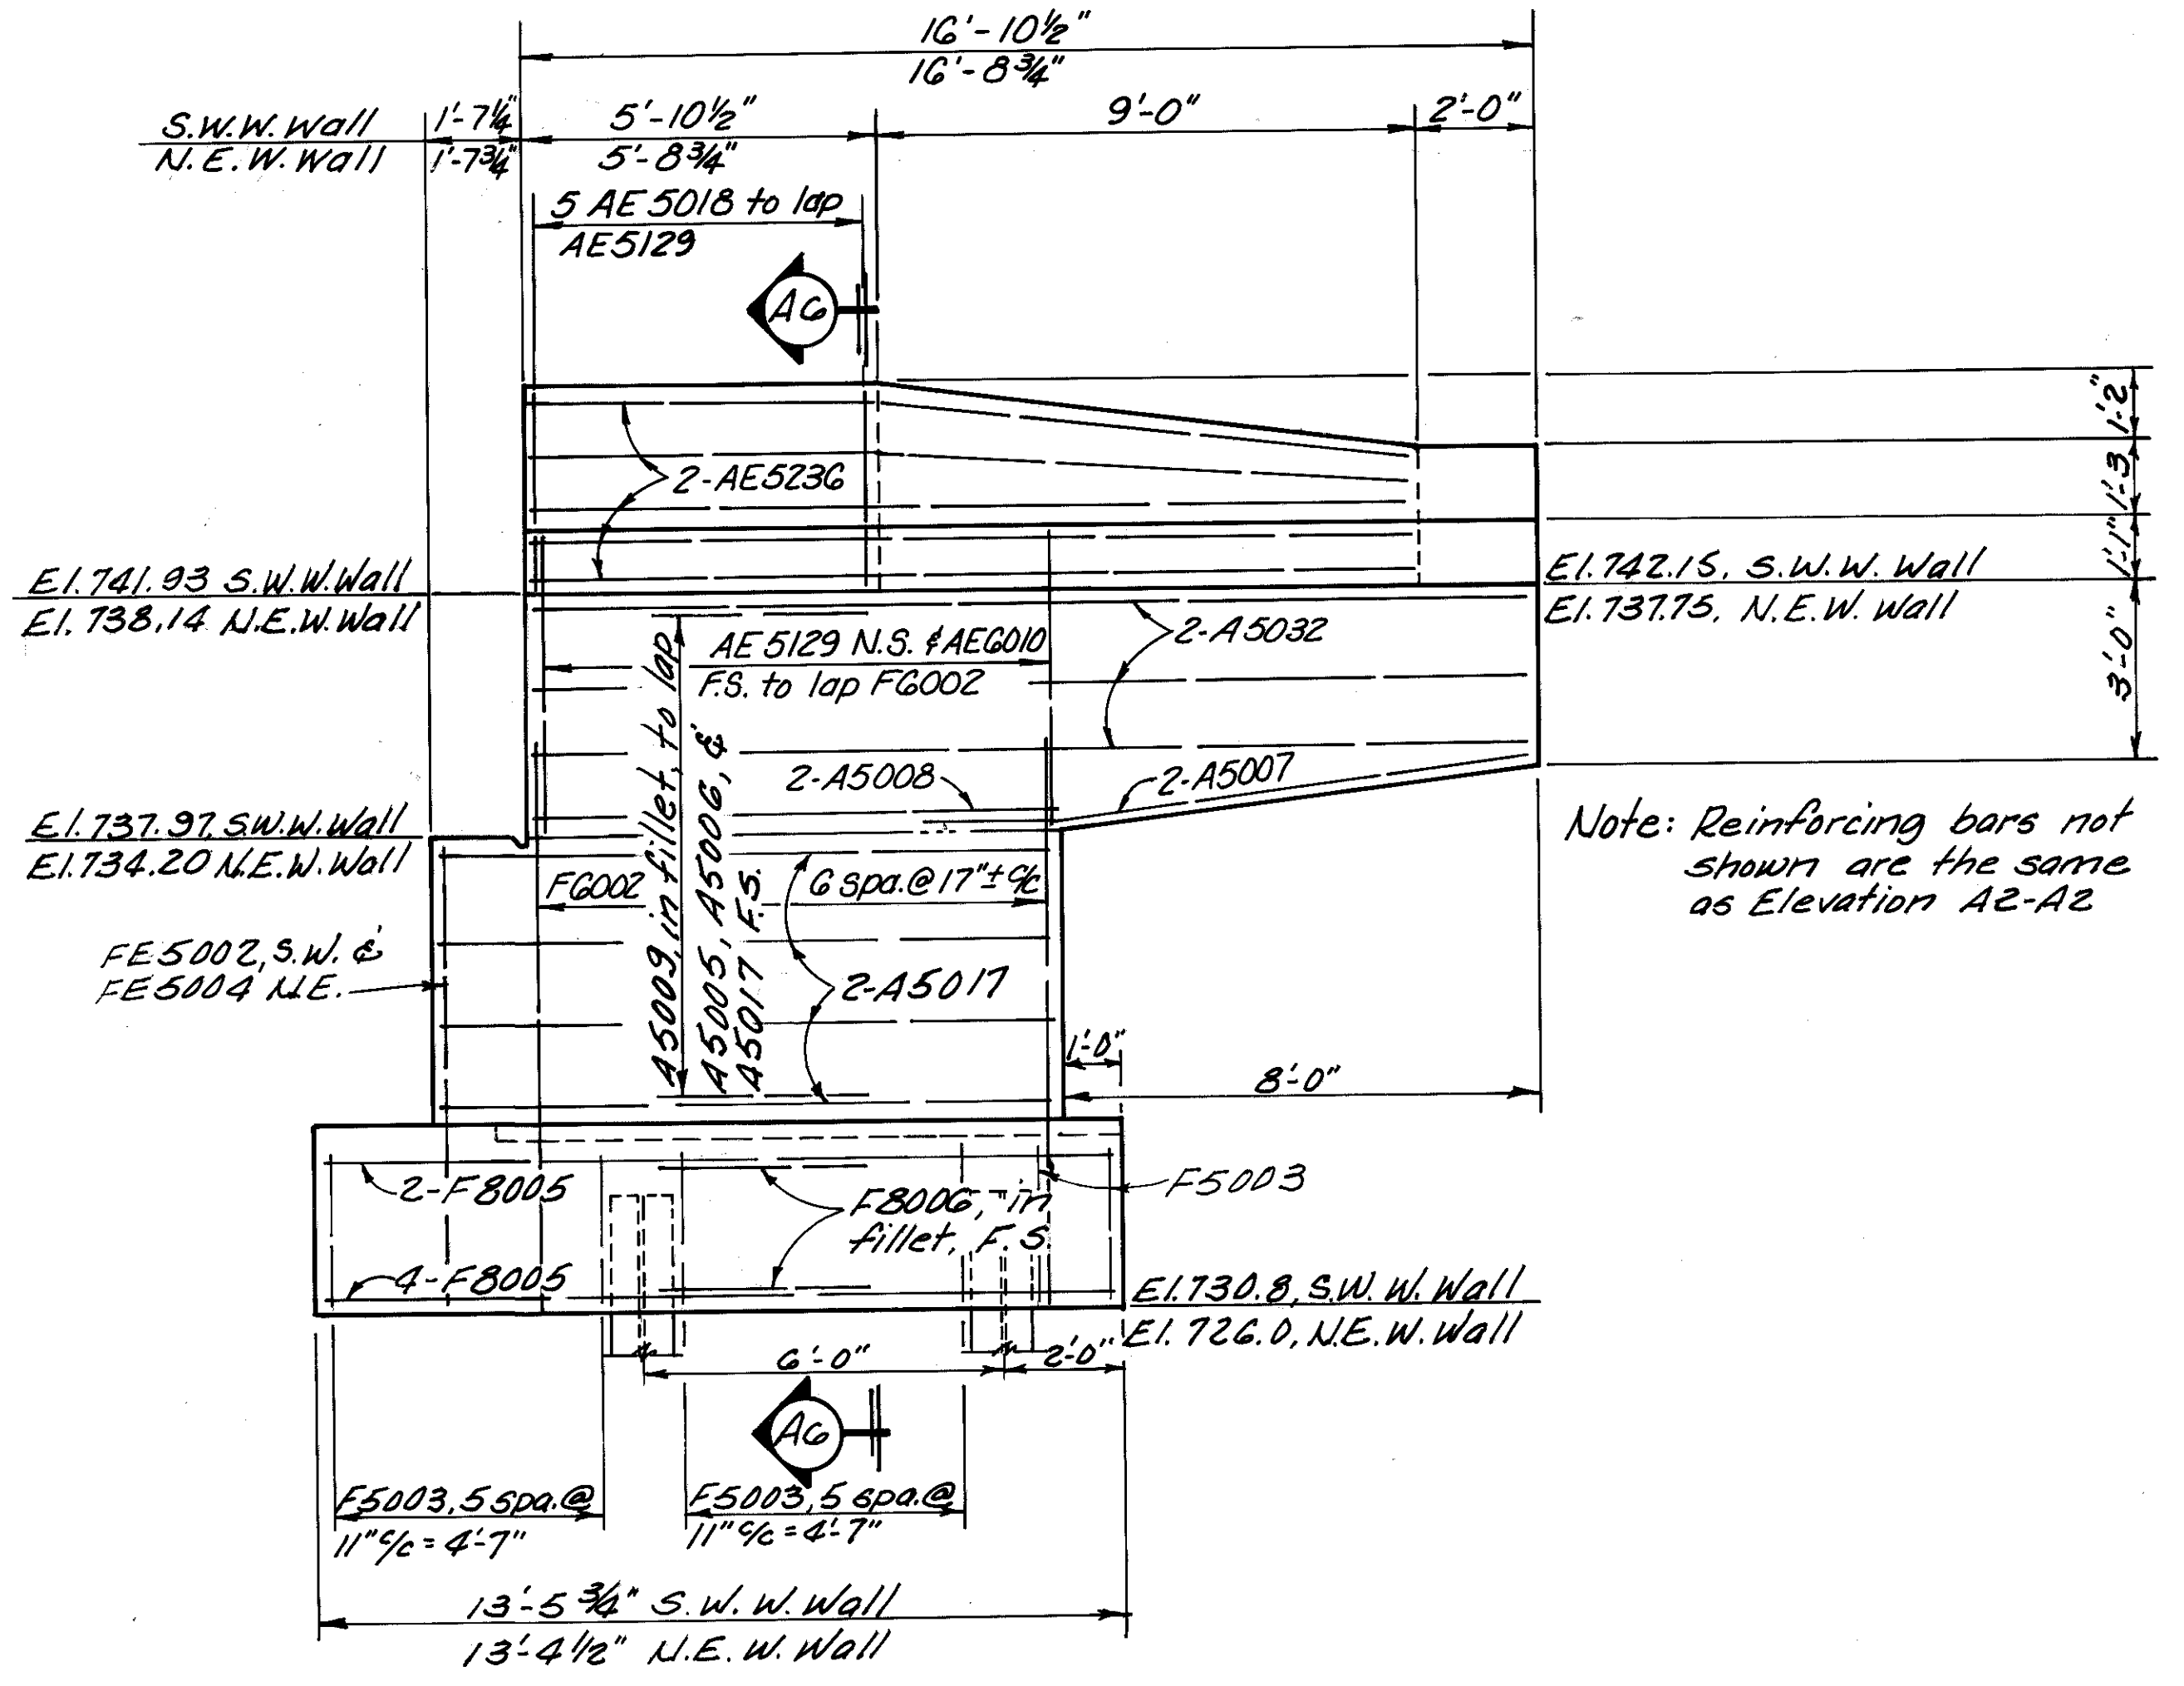 16'-10½"
16'-8¾"
S.W.W. Wall
N.E.W. Wall
1'-7¼"
1'-7¾"
5'-10½"
5'-8¾"
9'-0"
2'-0"
5 AE 5018 to lap
AE5129
A6
1'-2"
1'-3
1'-1"
3'-0"
2-AE5236
El.741.93 S.W.W.Wall
El.738.14 N.E.W.Wall
El.742.15, S.W.W. Wall
El.737.75, N.E.W. Wall
AE 5129 N.S. & AE6010
F.S. to lap F6002
2-A5032
2-A5008
2-A5007
El.737.97, S.W.W.Wall
El.734.20 N.E.W. Wall
Note: Reinforcing bars not
shown are the same
as Elevation A2-A2
F6002
6 spa.@17"± c/c
A5009, in fillet, to lap
A5005, A5006, &
A5017 F.S.
FE5002, S.W. &
FE5004 N.E.
2-A5017
1'-0"
8'-0"
2-F8005
F8006, in
fillet, F.S.
F5003
4-F8005
El.730.8, S.W. W. Wall
El.726.0, N.E.W. Wall
6'-0"
2'-0"
A6
F5003, 5 spa.@
11" c/c = 4'-7"
F5003, 5 spa.@
11" c/c = 4'-7"
13'-5¾" S.W. W. Wall
13'-4½" N.E. W. Wall